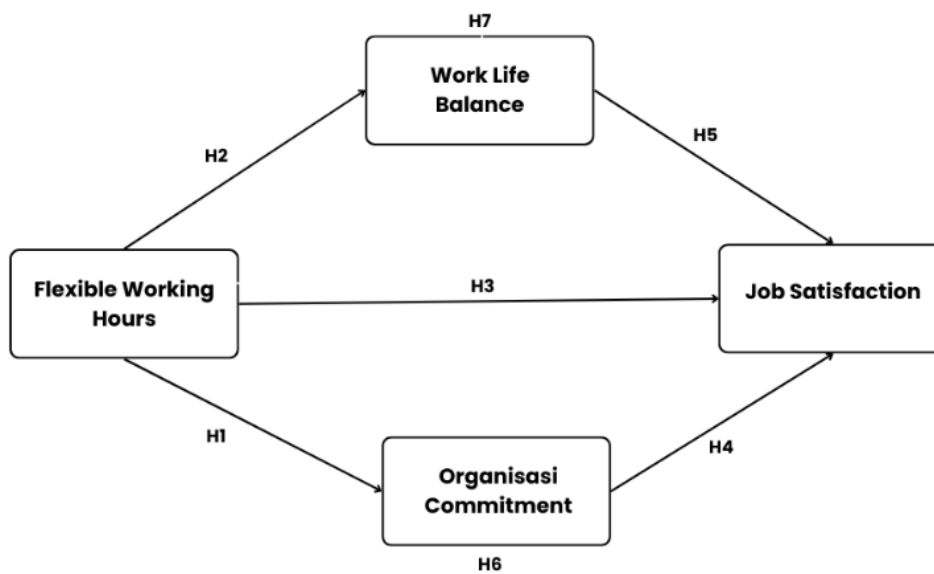 H7
Work Life
Balance
H2
H5
Flexible Working
Hours
H3
Job Satisfaction
H1
H4
Organisasi
Commitment
H6